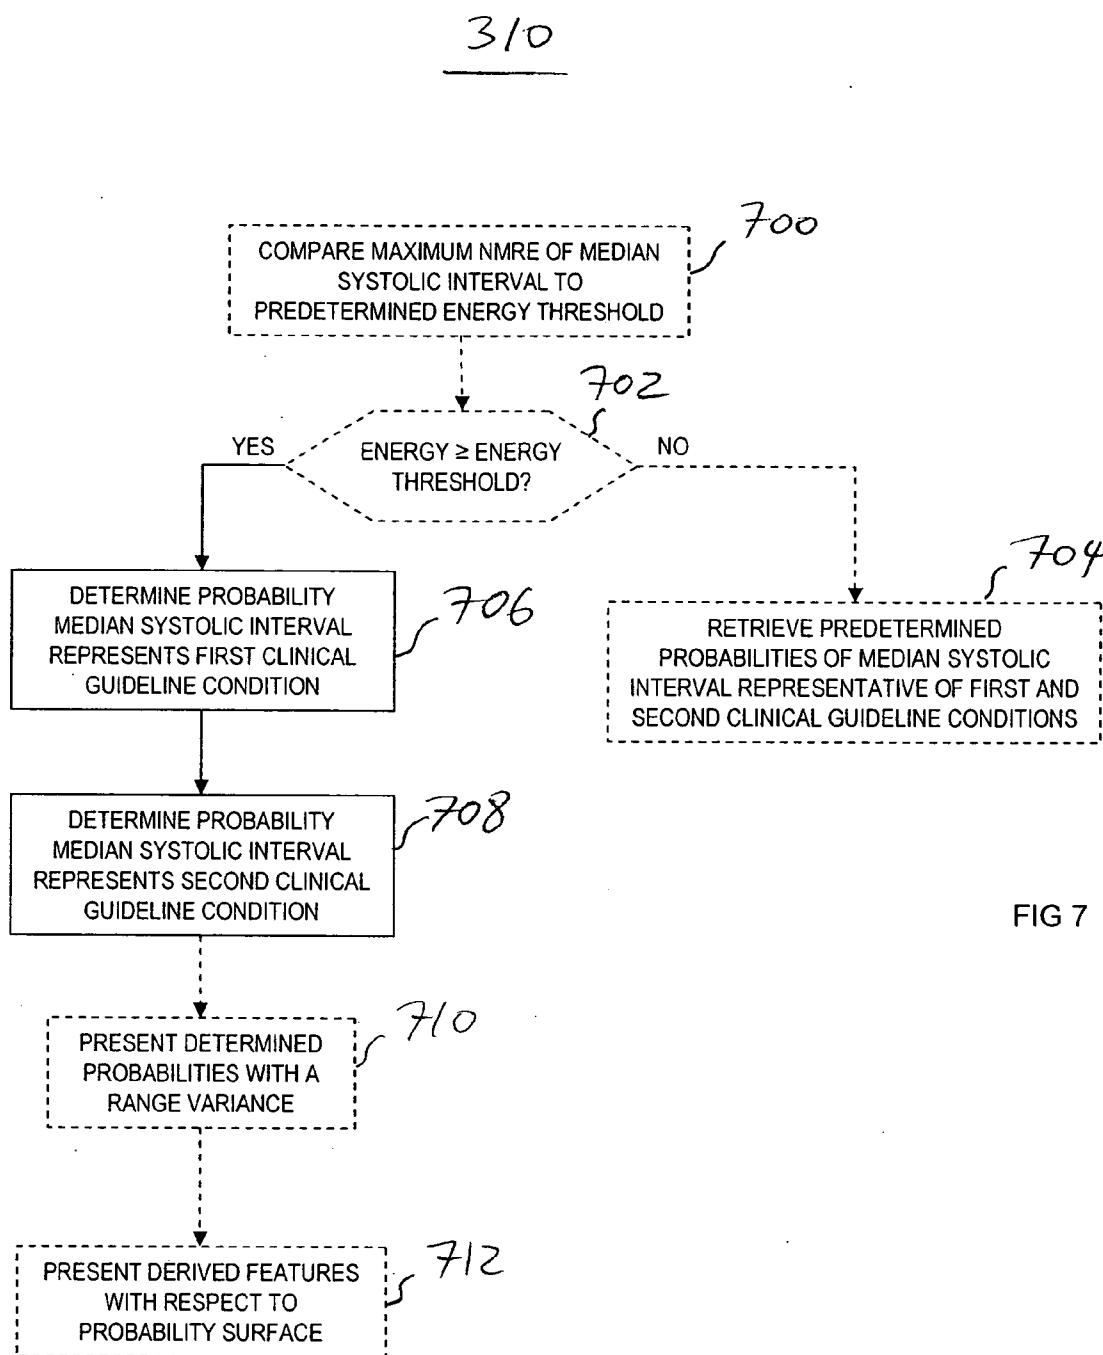 310
700
COMPARE MAXIMUM NMRE OF MEDIAN
SYSTOLIC INTERVAL TO
PREDETERMINED ENERGY THRESHOLD
702
YES
ENERGY ≥ ENERGY
THRESHOLD?
NO
706
DETERMINE PROBABILITY
MEDIAN SYSTOLIC INTERVAL
REPRESENTS FIRST CLINICAL
GUIDELINE CONDITION
704
RETRIEVE PREDETERMINED
PROBABILITIES OF MEDIAN SYSTOLIC
INTERVAL REPRESENTATIVE OF FIRST AND
SECOND CLINICAL GUIDELINE CONDITIONS
708
DETERMINE PROBABILITY
MEDIAN SYSTOLIC INTERVAL
REPRESENTS SECOND CLINICAL
GUIDELINE CONDITION
FIG 7
710
PRESENT DETERMINED
PROBABILITIES WITH A
RANGE VARIANCE
712
PRESENT DERIVED FEATURES
WITH RESPECT TO
PROBABILITY SURFACE